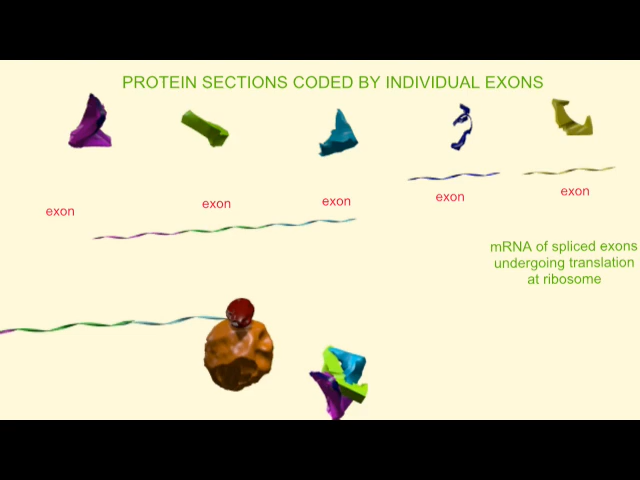 PROTEIN SECTIONS CODED BY INDIVIDUAL EXONS
exon
exon
exon
exon
exon
mRNA of spliced exons
undergoing translation
at ribosome